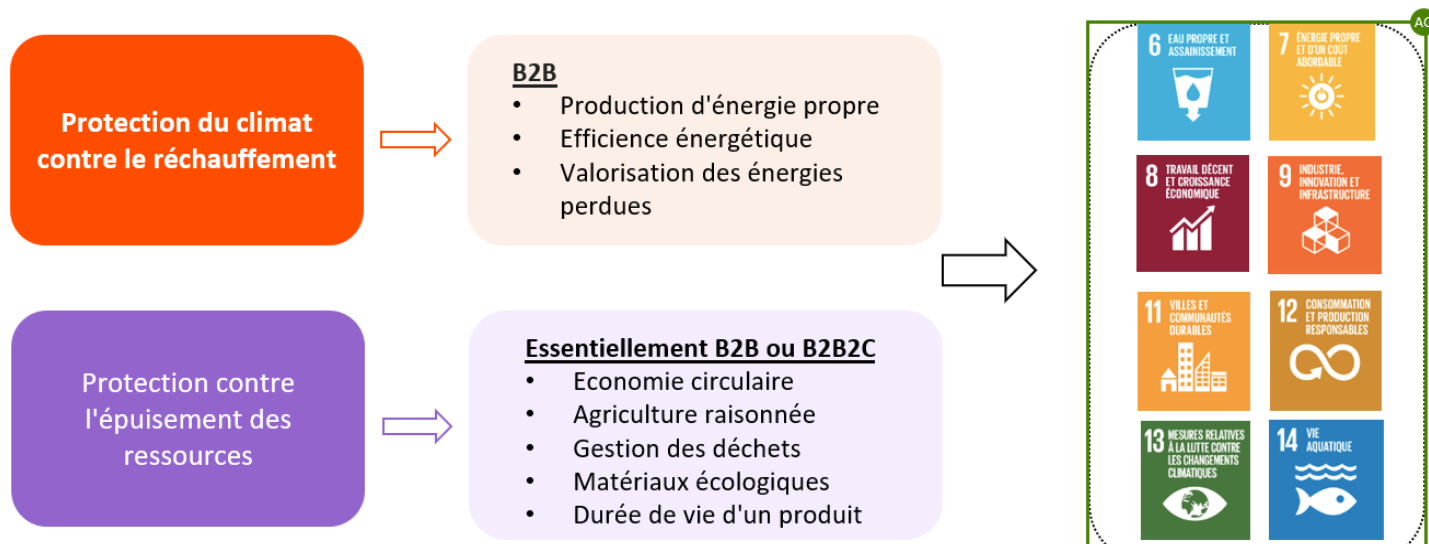 Protection du climat
contre le réchauffement
B2B
• Production d'énergie propre
• Efficience énergétique
• Valorisation des énergies
perdues
Protection contre
l'épuisement des
ressources
Essentiellement B2B ou B2B2C
• Economie circulaire
• Agriculture raisonnée
• Gestion des déchets
• Matériaux écologiques
• Durée de vie d'un produit
6 EAU PROPRE ET
ASSAINISSEMENT
7 ÉNERGIE PROPRE
ET D'UN COÛT
ABORDABLE
8 TRAVAIL DÉCENT
ET CROISSANCE
ÉCONOMIQUE
9 INDUSTRIE,
INNOVATION ET
INFRASTRUCTURE
11 VILLES ET
COMMUNAUTÉS
DURABLES
12 CONSOMMATION
ET PRODUCTION
RESPONSABLES
13 MESURES RELATIVES
À LA LUTTE CONTRE
LES CHANGEMENTS
CLIMATIQUES
14 VIE
AQUATIQUE